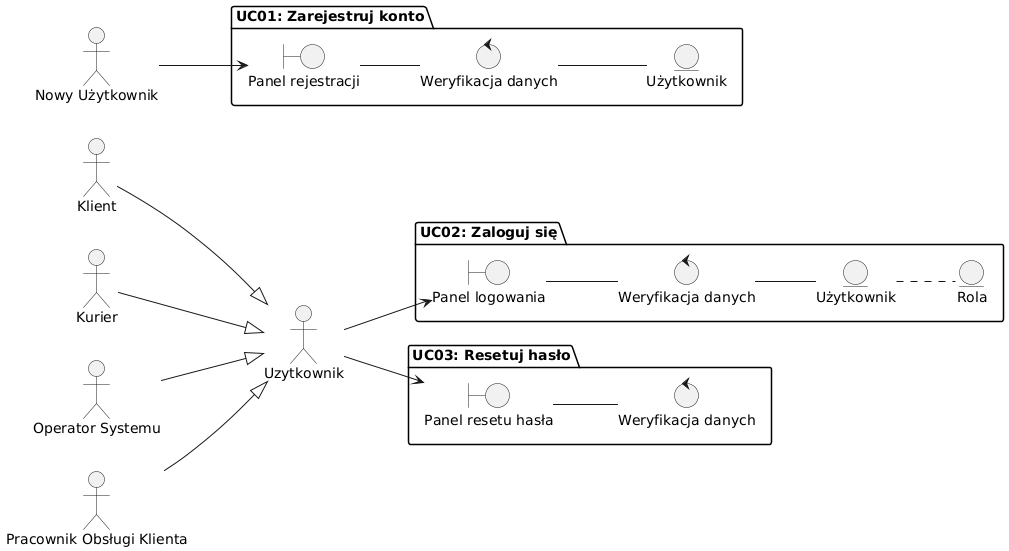 UC01: Zarejestruj konto
Nowy Użytkownik
Panel rejestracji
Weryfikacja danych
Użytkownik
Klient
Kurier
Operator Systemu
Pracownik Obsługi Klienta
Uzytkownik
UC02: Zaloguj się
Panel logowania
Weryfikacja danych
Użytkownik
Rola
UC03: Resetuj hasło
Panel resetu hasła
Weryfikacja danych